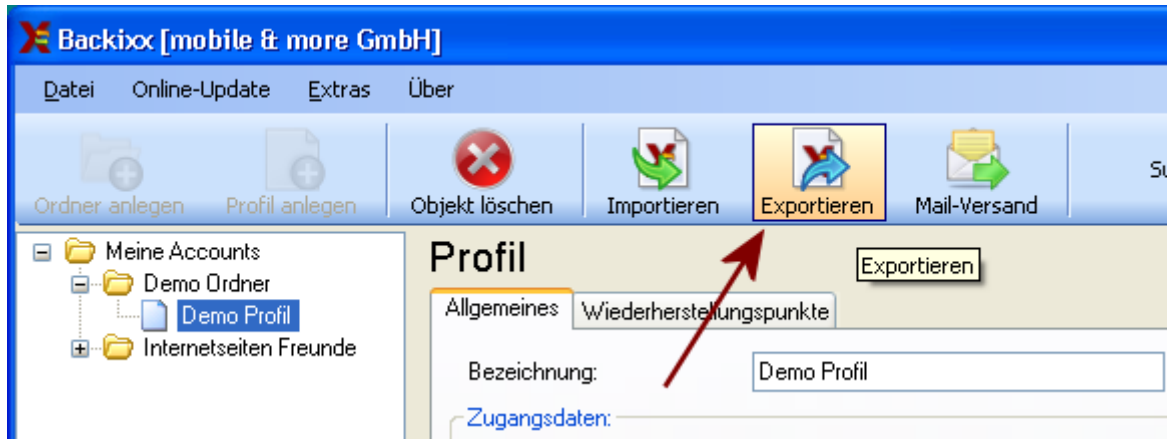 Backixx [mobile & more GmbH]
Datei Online-Update Extras Über
Ordner anlegen Profil anlegen Objekt löschen Importieren Exportieren Mail-Versand
Meine Accounts
Demo Ordner
Demo Profil
Internetseiten Freunde
Profil
Exportieren
Allgemeines Wiederherstellungspunkte
Bezeichnung: Demo Profil
Zugangsdaten: